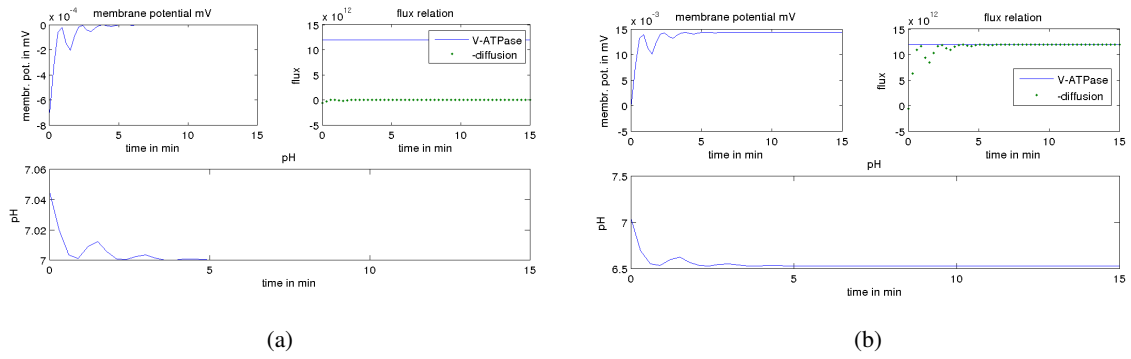 x 10⁻⁴
membrane potential mV
membr. pot. in mV
0
-2
-4
-6
-8
0 5 10 15
time in min
x 10¹²
flux relation
flux
15
10
5
0
-5
V-ATPase
-diffusion
0 5 10 15
time in min
pH
pH
7.06
7.04
7.02
7
0 5 10 15
time in min
(a)
x 10⁻³
membrane potential mV
membr. pot. in mV
15
10
5
0
-5
0 5 10 15
time in min
x 10¹²
flux relation
flux
15
10
5
0
-5
V-ATPase
-diffusion
0 5 10 15
time in min
pH
pH
7.5
7
6.5
0 5 10 15
time in min
(b)